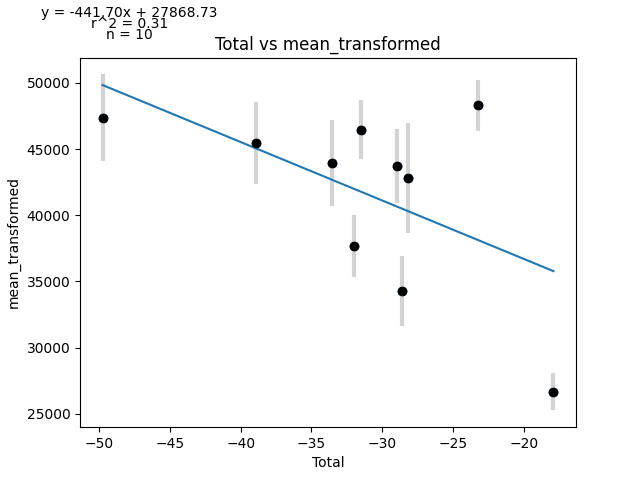 y = -441.70x + 27868.73
r^2 = 0.31
n = 10
Total vs mean_transformed
mean_transformed
50000
45000
40000
35000
30000
25000
−50
−45
−40
−35
−30
−25
−20
Total